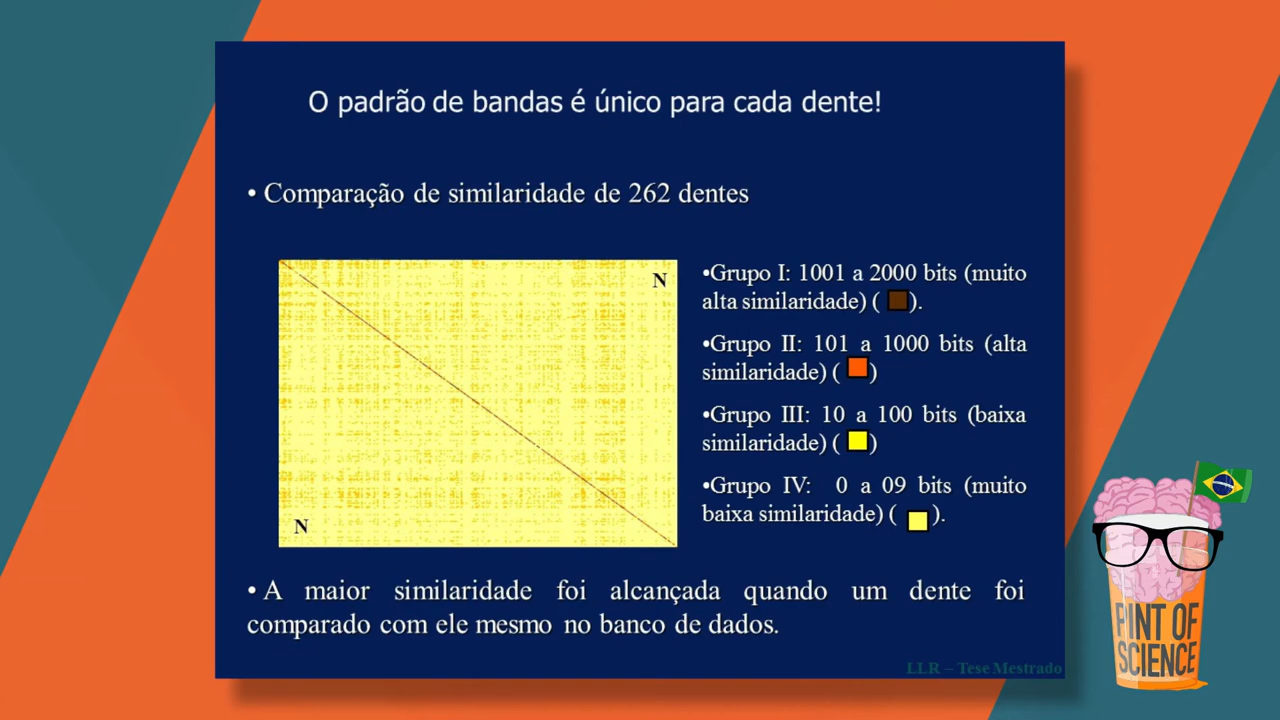 O padrão de bandas é único para cada dente!
• Comparação de similaridade de 262 dentes
N
N
•Grupo I: 1001 a 2000 bits (muito
alta similaridade) ( ).
•Grupo II: 101 a 1000 bits (alta
similaridade) ( )
•Grupo III: 10 a 100 bits (baixa
similaridade) ( )
•Grupo IV: 0 a 09 bits (muito
baixa similaridade) ( ).
• A maior similaridade foi alcançada quando um dente foi
comparado com ele mesmo no banco de dados.
LLR – Tese Mestrado
PINT OF
SCIENCE